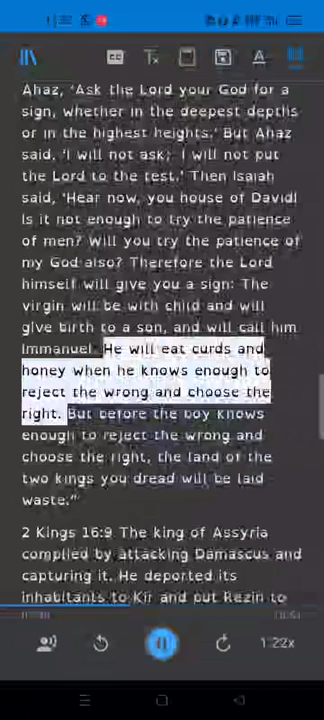 Ahaz, 'Ask the Lord your God for a
sign, whether in the deepest depths
or in the highest heights.' But Ahaz
said, 'I will not ask; I will not put
the Lord to the test.' Then Isaiah
said, 'Hear now, you house of David!
Is it not enough to try the patience
of men? Will you try the patience of
my God also? Therefore the Lord
himself will give you a sign: The
virgin will be with child and will
give birth to a son, and will call him
Immanuel. He will eat curds and
honey when he knows enough to
reject the wrong and choose the
right. But before the boy knows
enough to reject the wrong and
choose the right, the land of the
two kings you dread will be laid
waste.”
2 Kings 16:9 The king of Assyria
complied by attacking Damascus and
capturing it. He deported its
inhabitants to Kir and put Rezin to
1.22x